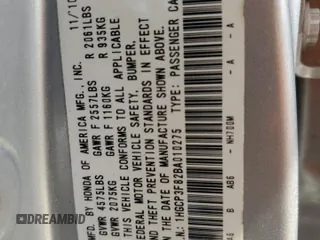 MFD. BY HONDA OF AMERICA MFG., INC. 11/10
GVWR 4575LBS GAWR F 2557LBS R 2061LBS
GVWR 2075KG GAWR F 1160KG R 935KG
THIS VEHICLE CONFORMS TO ALL APPLICABLE
FEDERAL MOTOR VEHICLE SAFETY, BUMPER,
AND THEFT PREVENTION STANDARDS IN EFFECT
ON THE DATE OF MANUFACTURE SHOWN ABOVE.
V.I.N.: 1HGCP3F82BA010275 TYPE: PASSENGER CA
B AB6 - NH700M - A - A
AUTOBIDMASTER